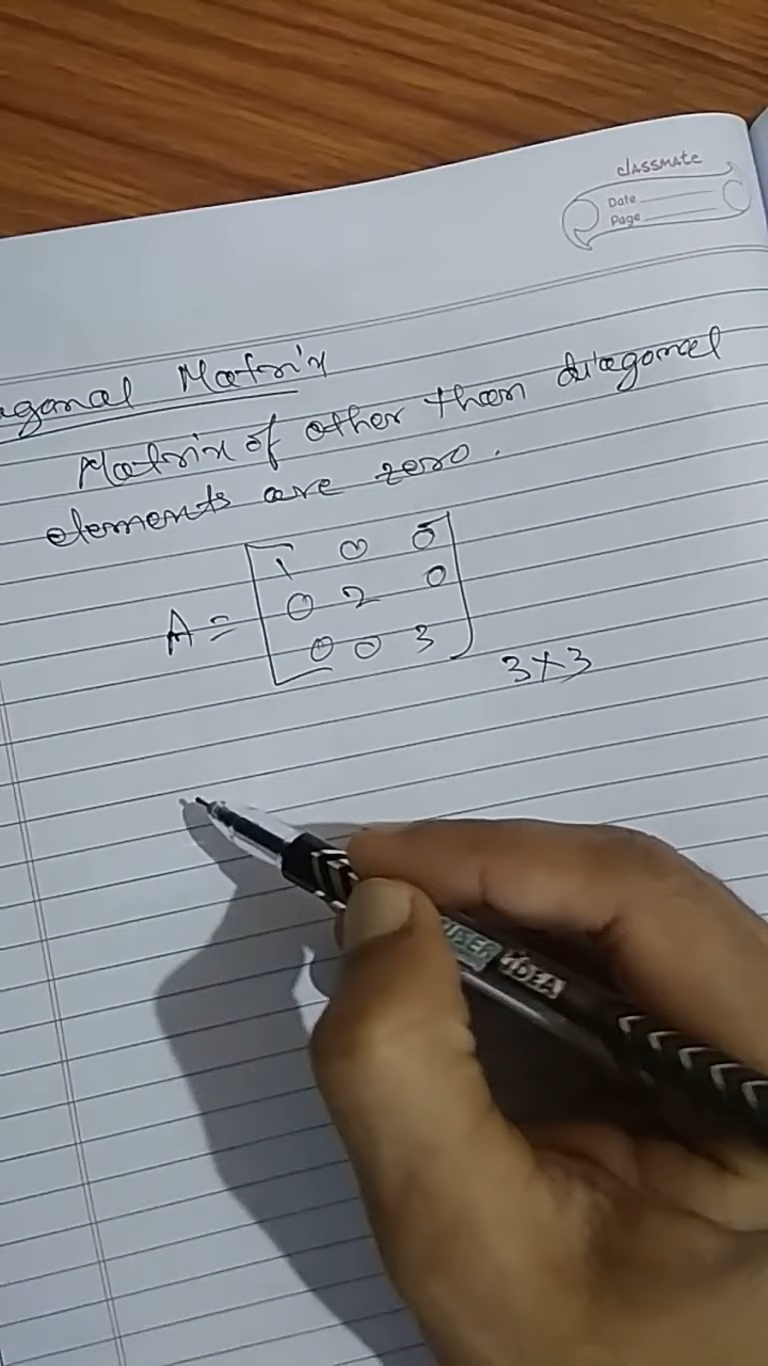 classmate
Date
Page
agonal Matrix
Matrix of other than diagonal
elements are zero.
A = [ 1 0 0
0 2 0
0 0 3 ] 3×3
IDEA